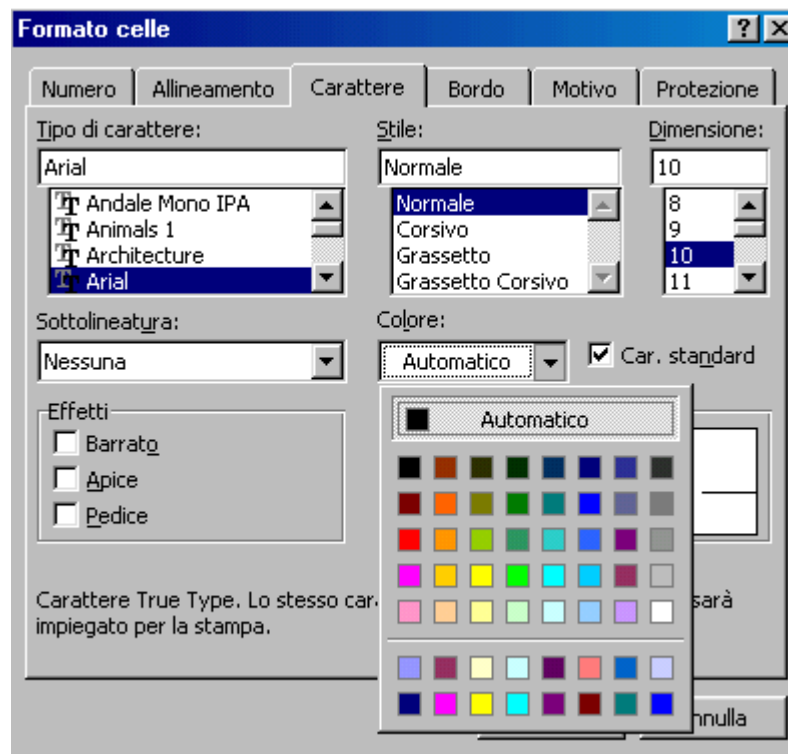 Formato celle
Numero Allineamento Carattere Bordo Motivo Protezione
Tipo di carattere: Stile: Dimensione:
Arial Normale 10
Andale Mono IPA Normale 8
Animals 1 Corsivo 9
Architecture Grassetto 10
Arial Grassetto Corsivo 11
Sottolineatura: Colore:
Nessuna Automatico Car. standard
Effetti Automatico
Barrato
Apice
Pedice
Carattere True Type. Lo stesso car. sarà
impiegato per la stampa.
nnulla